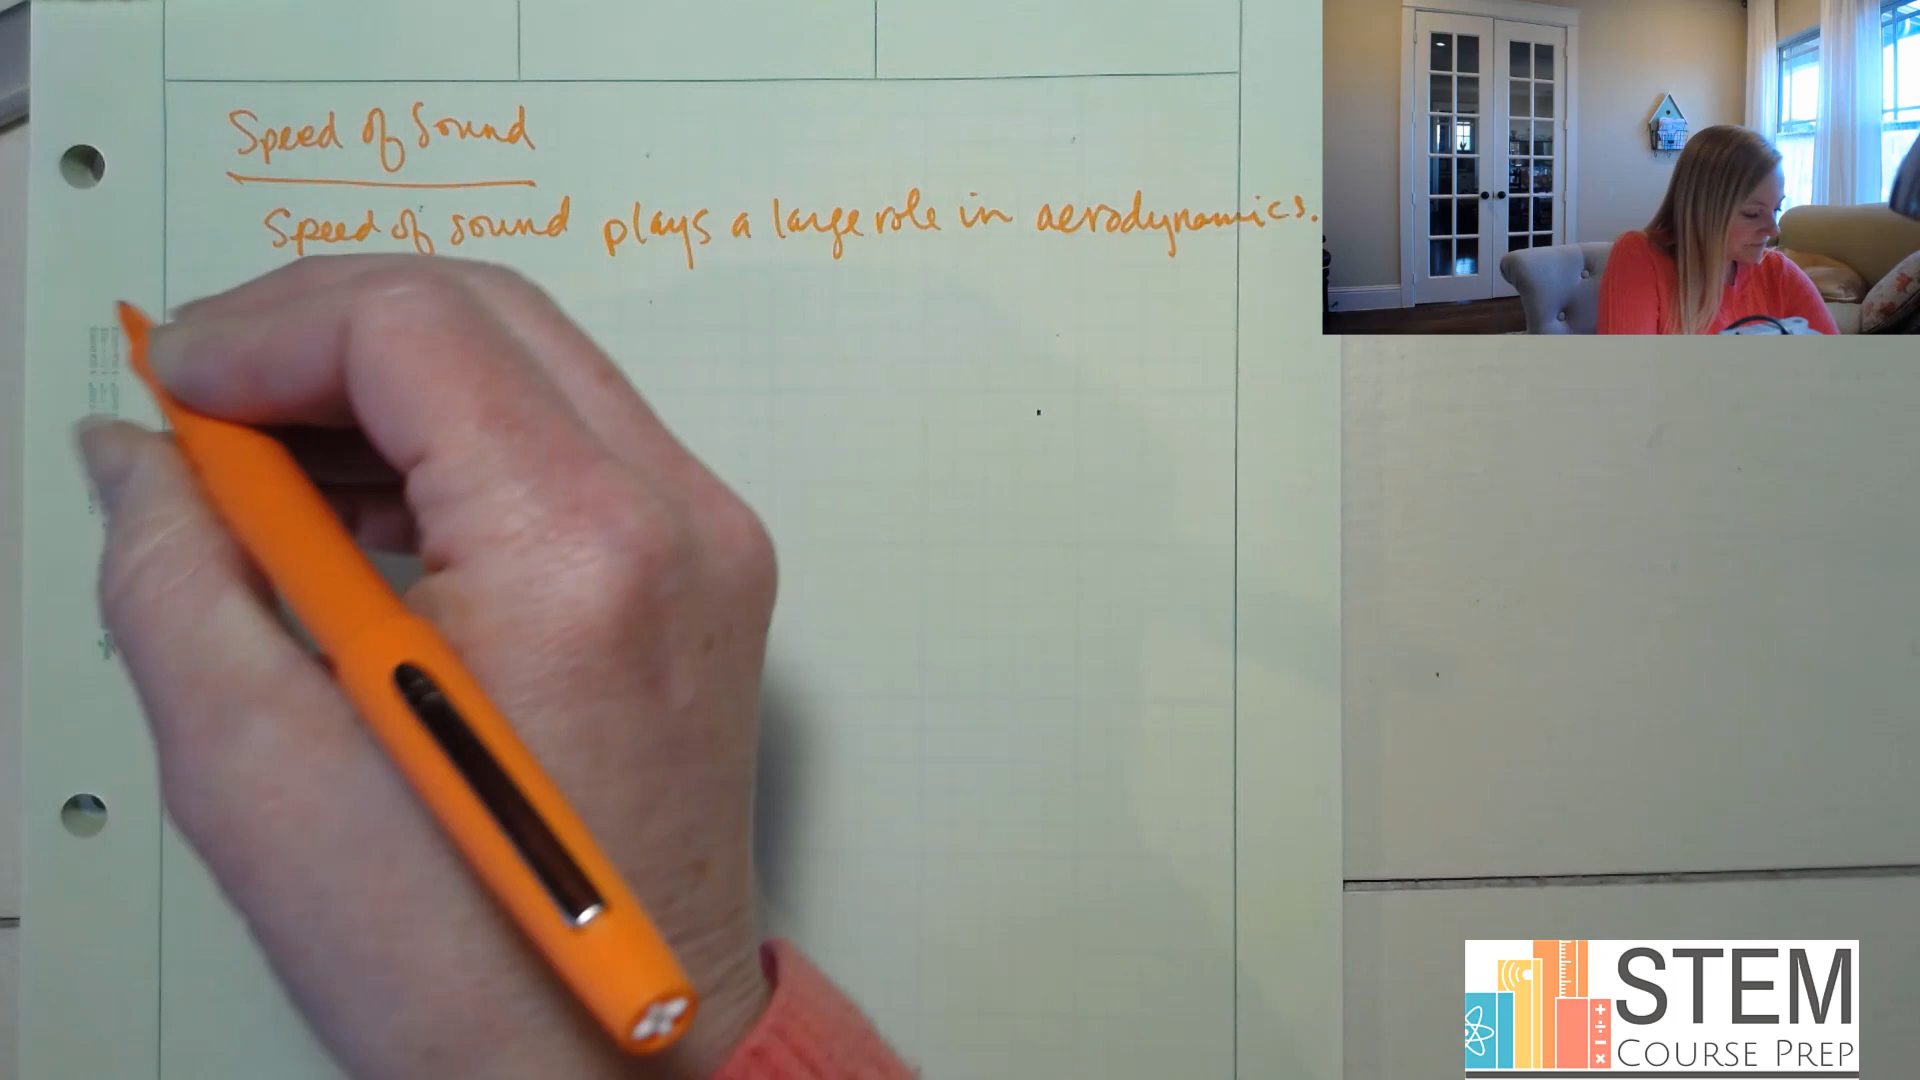 Speed of Sound
Speed of sound plays a large role in aerodynamics.
STEM
COURSE PREP